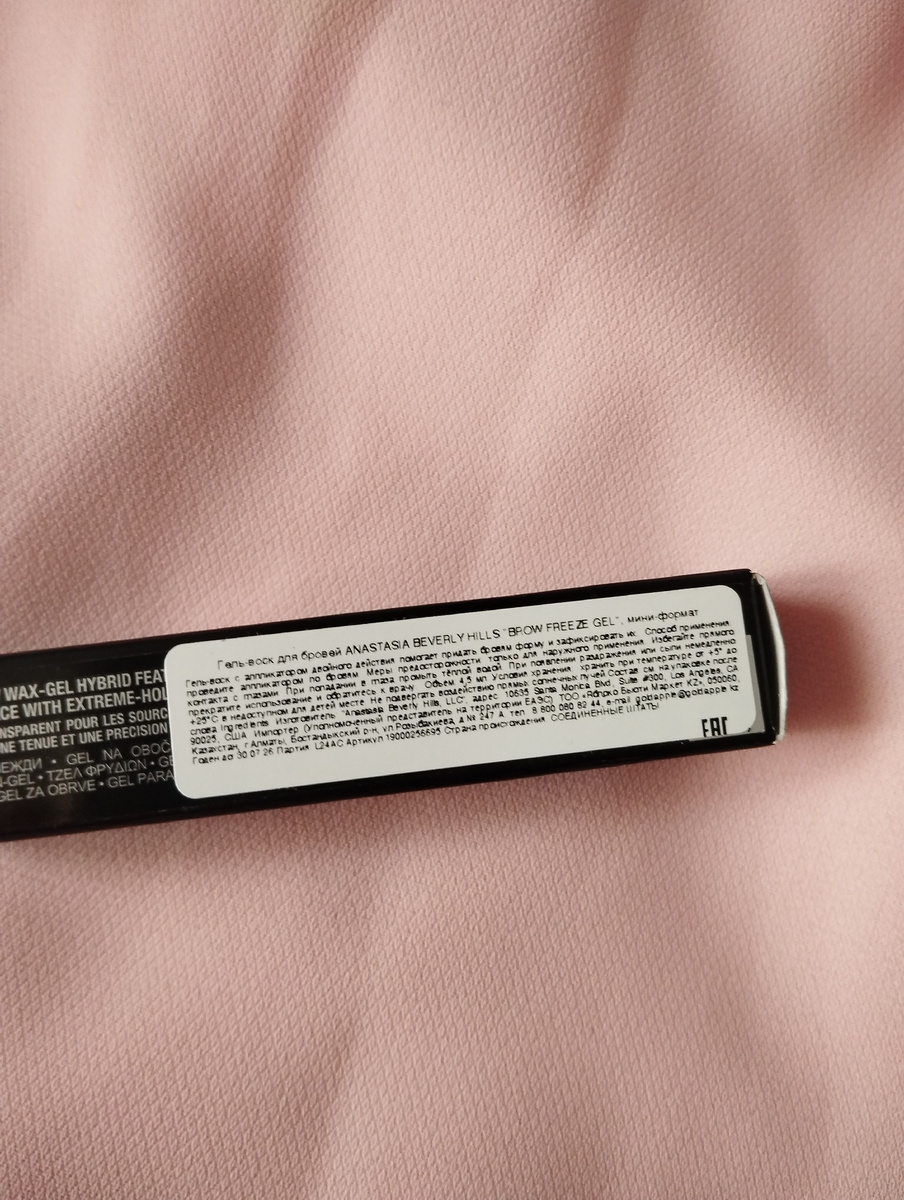 WAX-GEL HYBRID FEAT
CE WITH EXTREME-HOL
NSPARENT POUR LES SOURC
NE TENUE ET UNE PRECISION
ЕЖДИ • GEL NA OBOČ
-GEL • ΤΖΕΛ ΦΡΥΔΙΩΝ • GE
GEL ZA OBRVE • GEL PARA
Гель-воск для бровей ANASTASIA BEVERLY HILLS "BROW FREEZE GEL", мини-формат
Гель-воск с аппликатором двойного действия помогает придать бровям форму и зафиксировать их. Способ применения:
проведите аппликатором по бровям. Меры предосторожности: только для наружного применения. Избегайте прямого
контакта с глазами. При попадании в глаза промыть тёплой водой. При появлении раздражения или сыпи немедленно
прекратите использование и обратитесь к врачу. Объем 4,5 мл Условия хранения: хранить при температуре от +5° до
+25°С в недоступном для детей месте. Не подвергать воздействию прямых солнечных лучей Состав см. на упаковке после
слова Ingredients. Изготовитель: "Anastasia Beverly Hills, LLC", адрес: 10635 Santa Monica Blvd, Suite #300, Los Angeles, CA
90025, США. Импортер (Уполномоченный представитель на территории ЕАЭС): ТОО «Яблоко Бьюти Маркет KZ», 050060,
Казахстан, г.Алматы, Бостандыкский р-н, ул Розыбакиева, д.№ 247 А, тел. 8 800 080 82 44, e-mail: goldapple@goldapple.kz
Годен до: 30.07.26 Партия: L24AC Артикул 19000256695 Страна происхождения: СОЕДИНЕННЫЕ ШТАТЫ
EAC